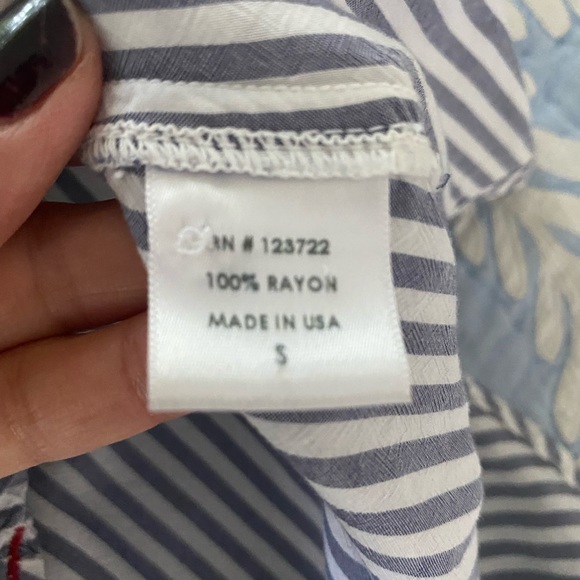 RN # 123722
100% RAYON
MADE IN USA
S